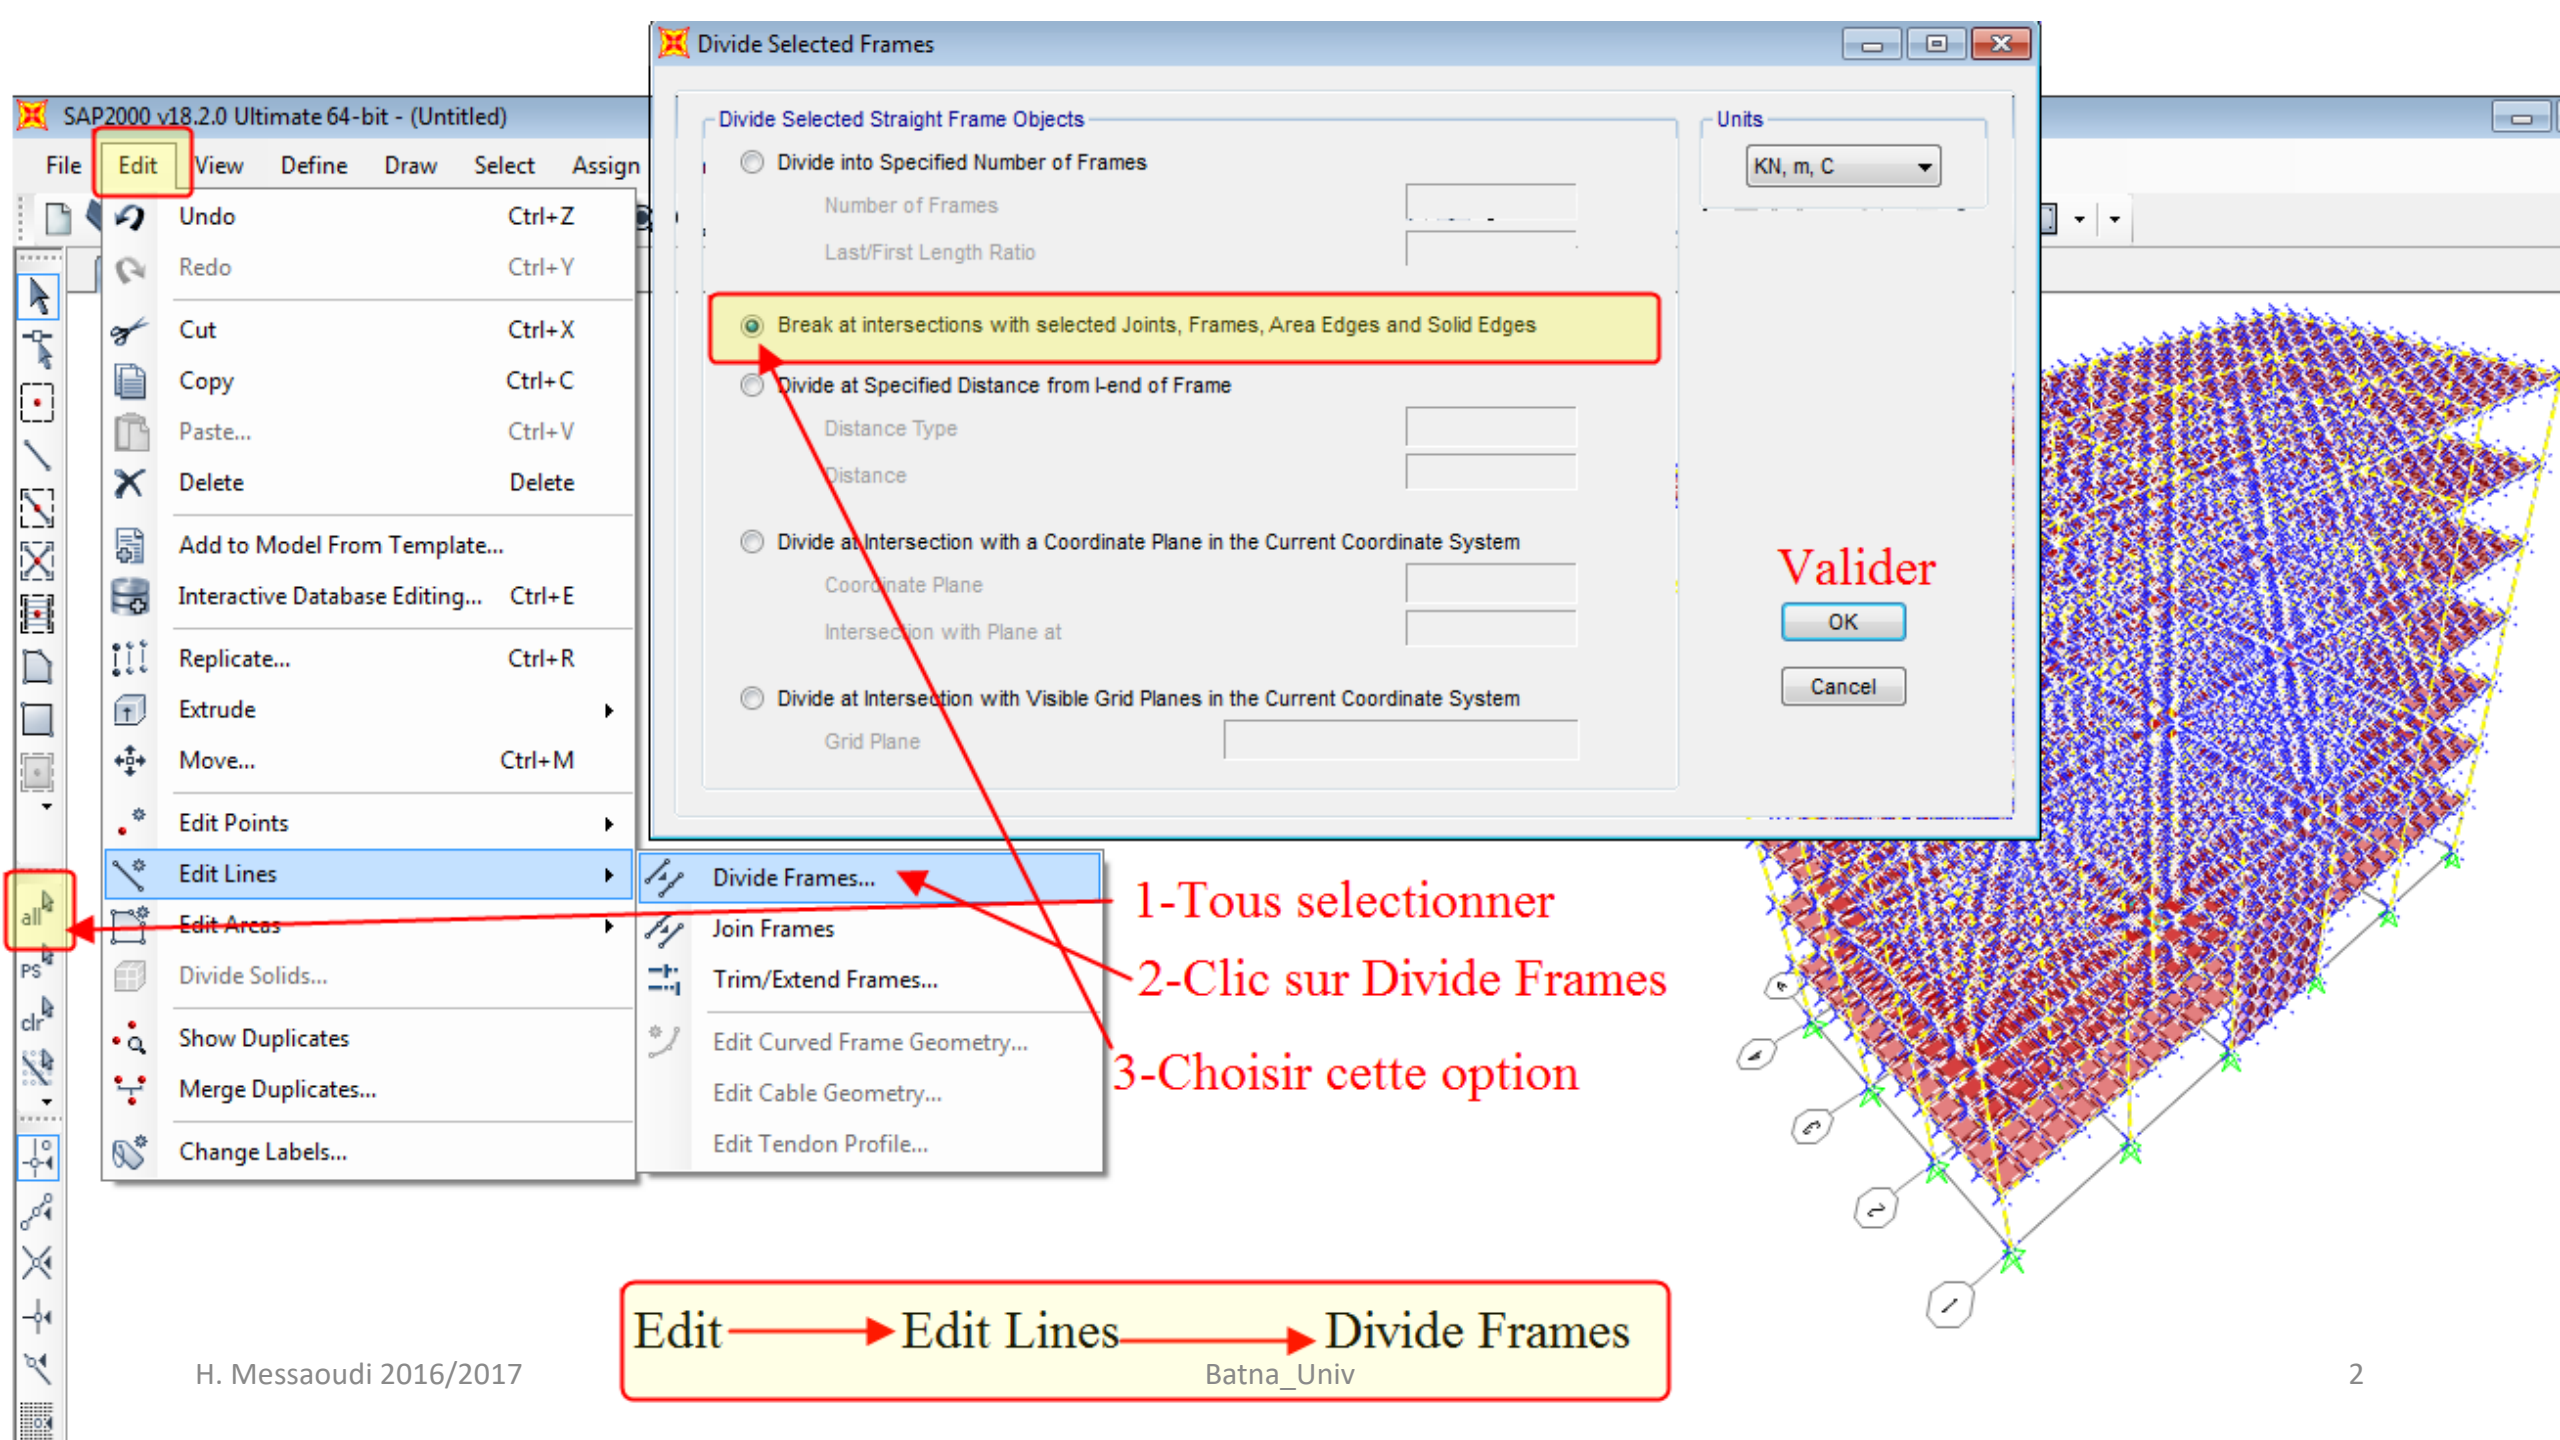 Divide Selected Frames
SAP2000 v18.2.0 Ultimate 64-bit - (Untitled)
File Edit View Define Draw Select Assign
Undo Ctrl+Z
Redo Ctrl+Y
Cut Ctrl+X
Copy Ctrl+C
Paste... Ctrl+V
Delete Delete
Add to Model From Template...
Interactive Database Editing... Ctrl+E
Replicate... Ctrl+R
Extrude
Move... Ctrl+M
Edit Points
Edit Lines
Edit Areas
Divide Solids...
Show Duplicates
Merge Duplicates...
Change Labels...
all
PS
clr
Divide Frames...
Join Frames
Trim/Extend Frames...
Edit Curved Frame Geometry...
Edit Cable Geometry...
Edit Tendon Profile...
Divide Selected Straight Frame Objects
Divide into Specified Number of Frames
Number of Frames
Last/First Length Ratio
Break at intersections with selected Joints, Frames, Area Edges and Solid Edges
Divide at Specified Distance from I-end of Frame
Distance Type
Distance
Divide at Intersection with a Coordinate Plane in the Current Coordinate System
Coordinate Plane
Intersection with Plane at
Divide at Intersection with Visible Grid Planes in the Current Coordinate System
Grid Plane
Units
KN, m, C
Valider
OK
Cancel
1-Tous selectionner
2-Clic sur Divide Frames
3-Choisir cette option
3
2
1
Edit Edit Lines Divide Frames
H. Messaoudi 2016/2017
Batna_Univ
2